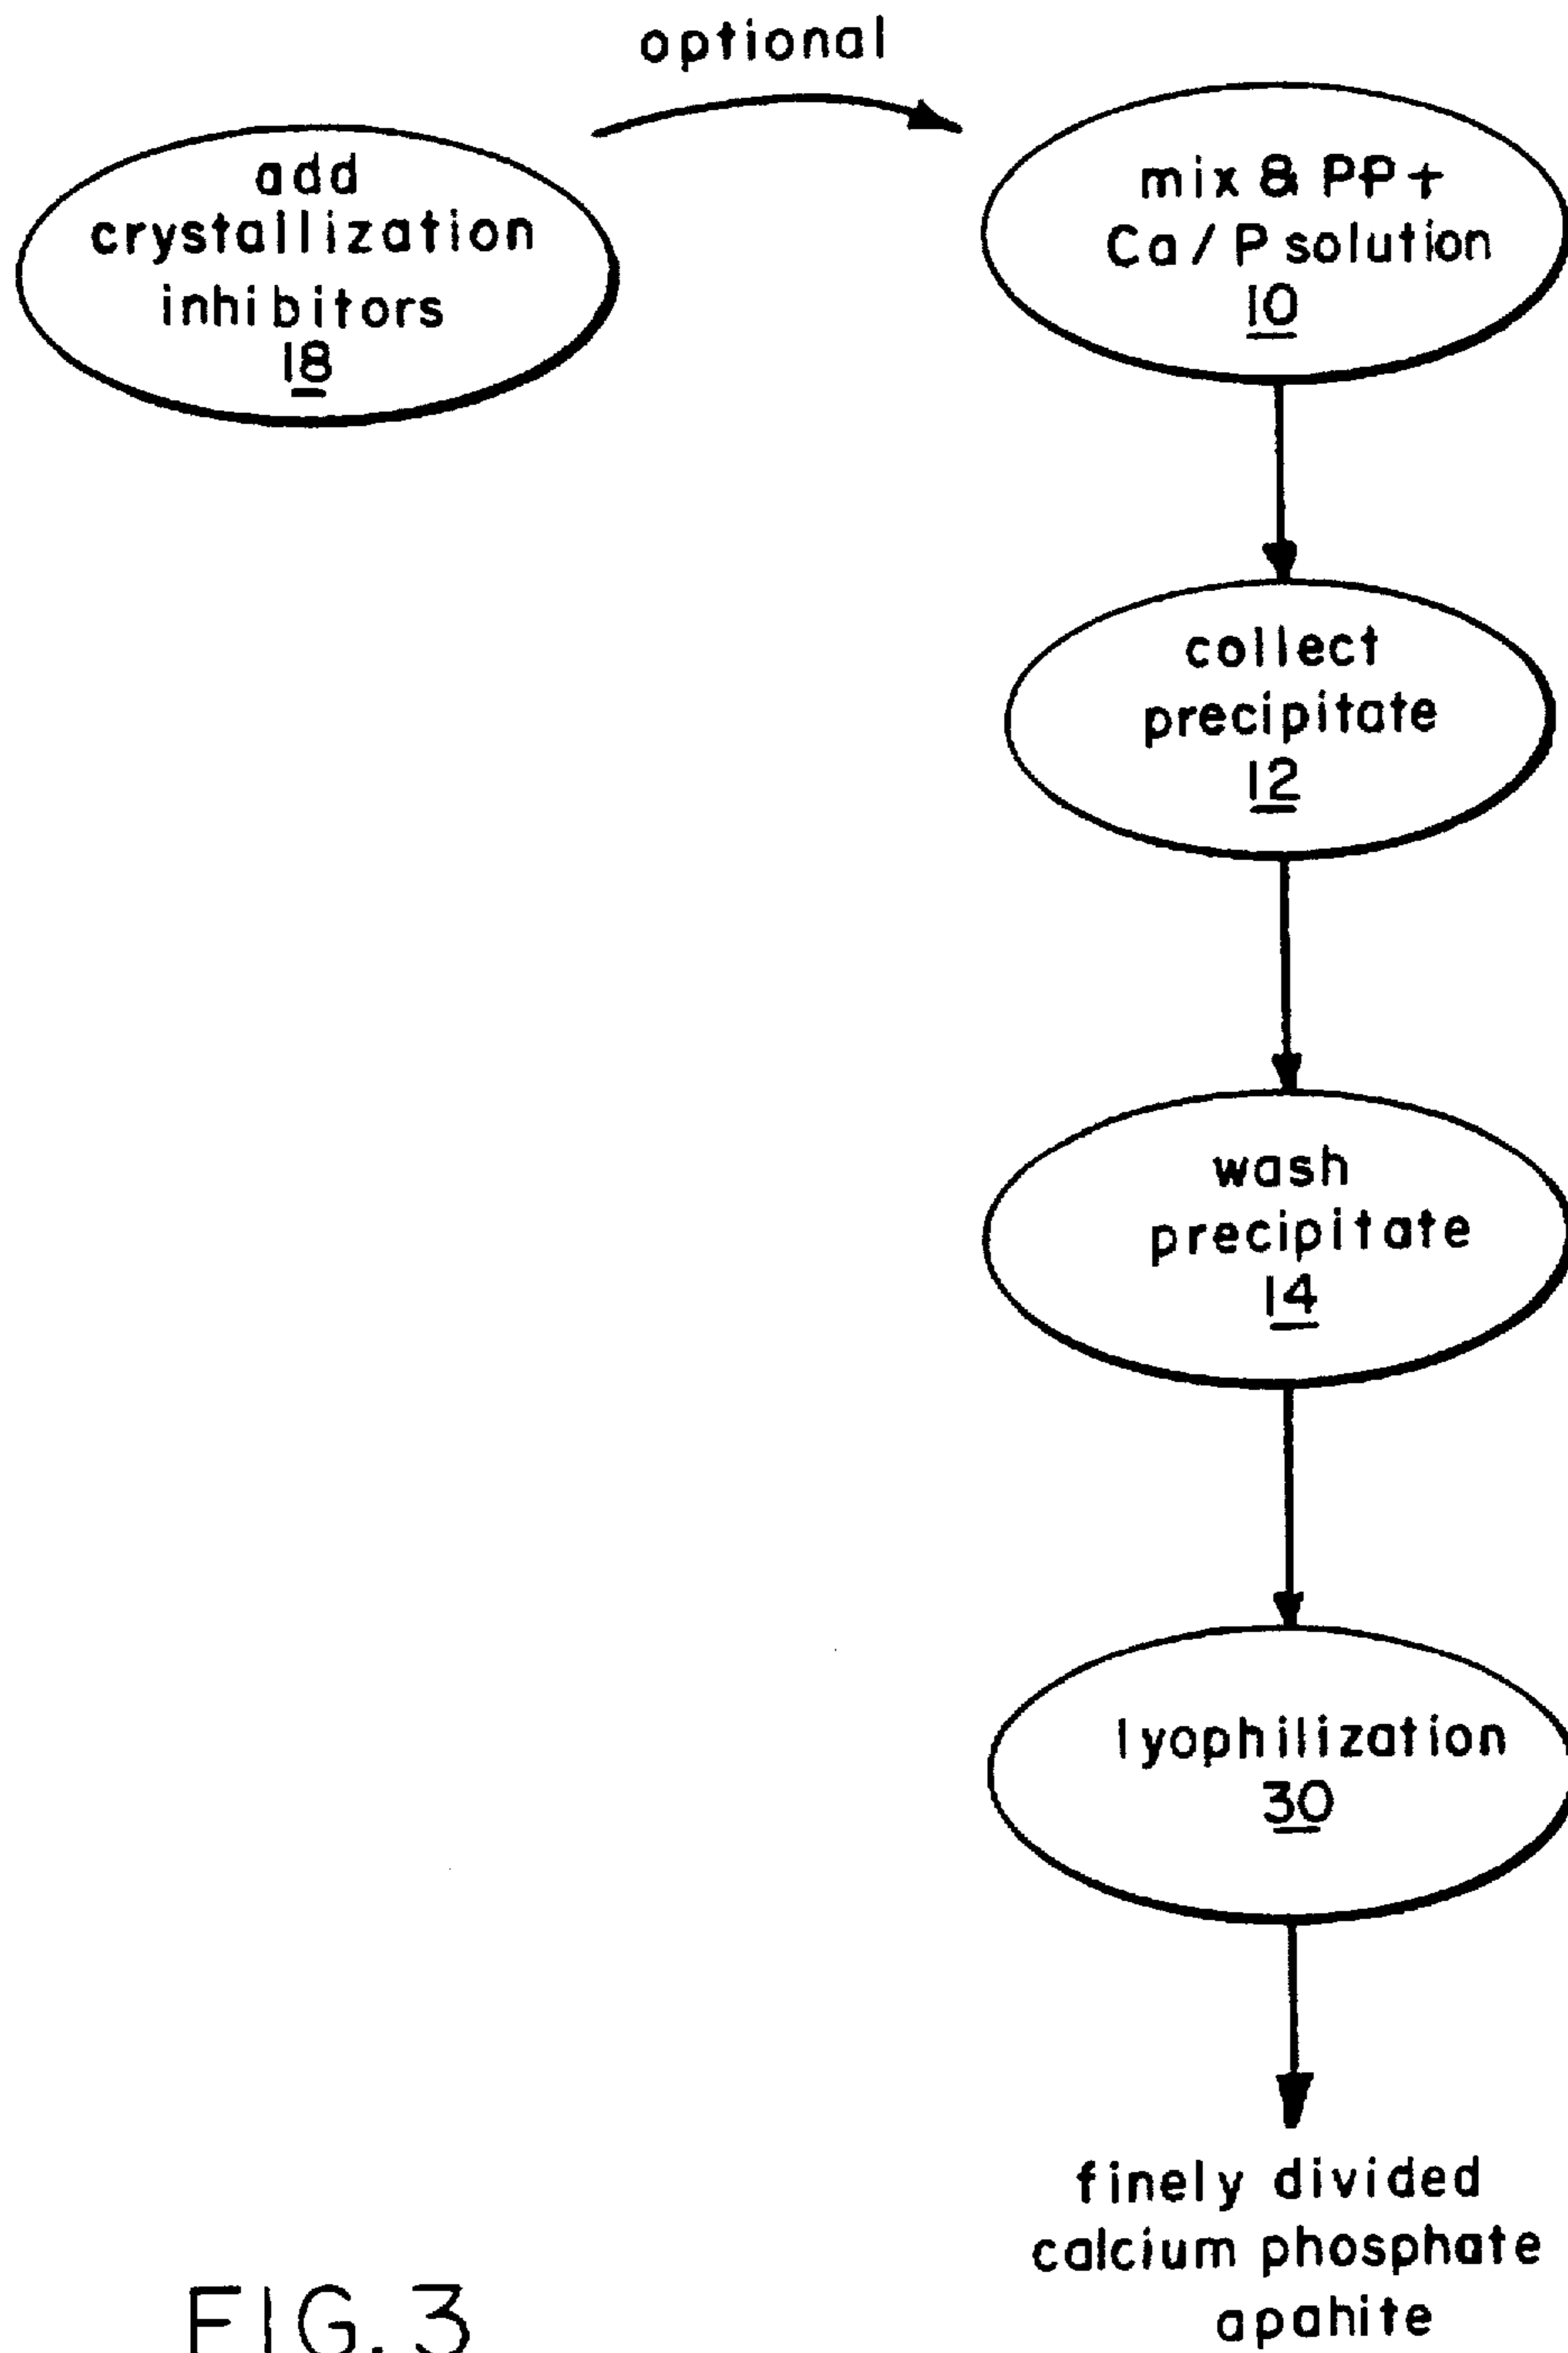 optional
add
crystallization
inhibitors
18
mix & PP+
Ca/P solution
10
collect
precipitate
12
wash
precipitate
14
lyophilization
30
finely divided
calcium phosphate
apahite
FIG. 3